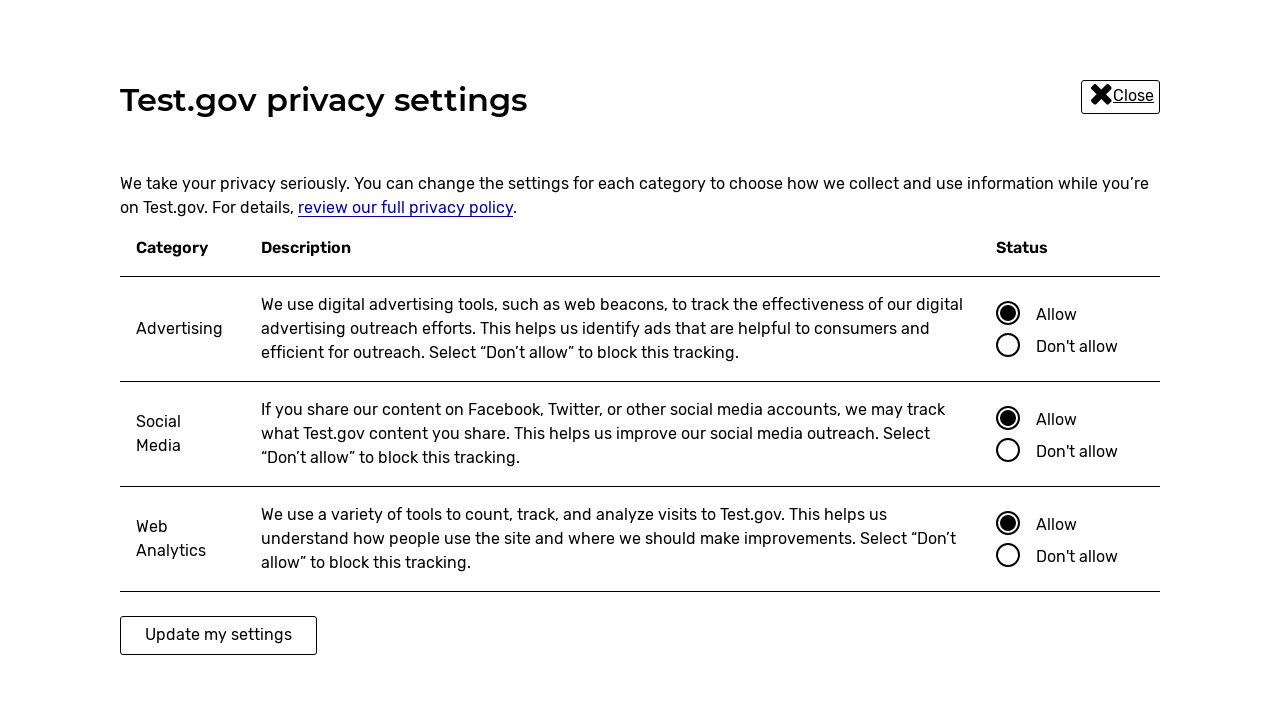 Test.gov privacy settings
Close
We take your privacy seriously. You can change the settings for each category to choose how we collect and use information while you’re
on Test.gov. For details, review our full privacy policy.
Category Description Status
Advertising
We use digital advertising tools, such as web beacons, to track the effectiveness of our digital
advertising outreach efforts. This helps us identify ads that are helpful to consumers and
efficient for outreach. Select “Don’t allow” to block this tracking.
Allow
Don't allow
Social
Media
If you share our content on Facebook, Twitter, or other social media accounts, we may track
what Test.gov content you share. This helps us improve our social media outreach. Select
“Don’t allow” to block this tracking.
Allow
Don't allow
Web
Analytics
We use a variety of tools to count, track, and analyze visits to Test.gov. This helps us
understand how people use the site and where we should make improvements. Select “Don’t
allow” to block this tracking.
Allow
Don't allow
Update my settings